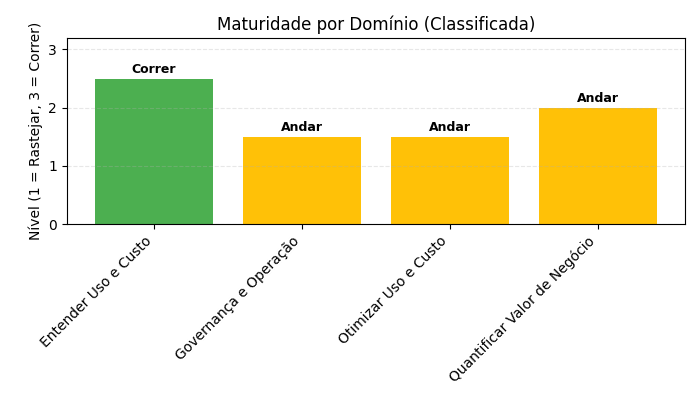 Maturidade por Domínio (Classificada)
Nível (1 = Rastejar, 3 = Correr)
3
2
1
0
Correr
Andar
Andar
Andar
Entender Uso e Custo
Governança e Operação
Otimizar Uso e Custo
Quantificar Valor de Negócio